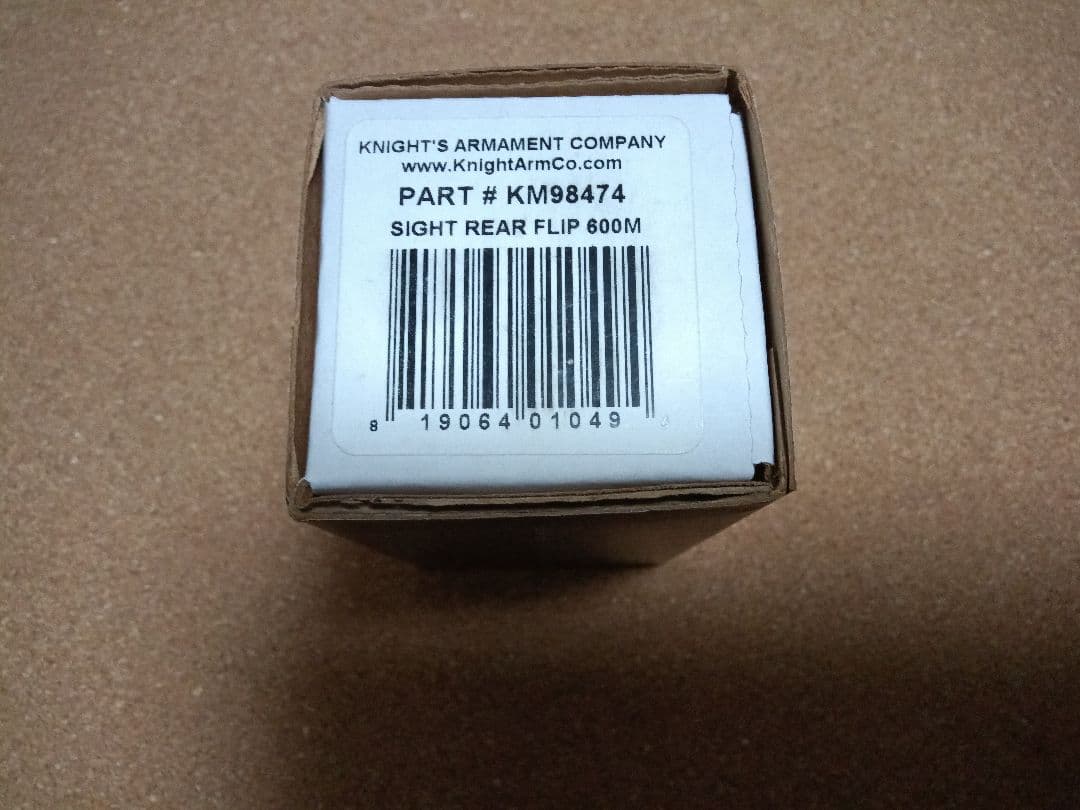 KNIGHT'S ARMAMENT COMPANY
www.KnightArmCo.com
PART # KM98474
SIGHT REAR FLIP 600M
8 19064 01049